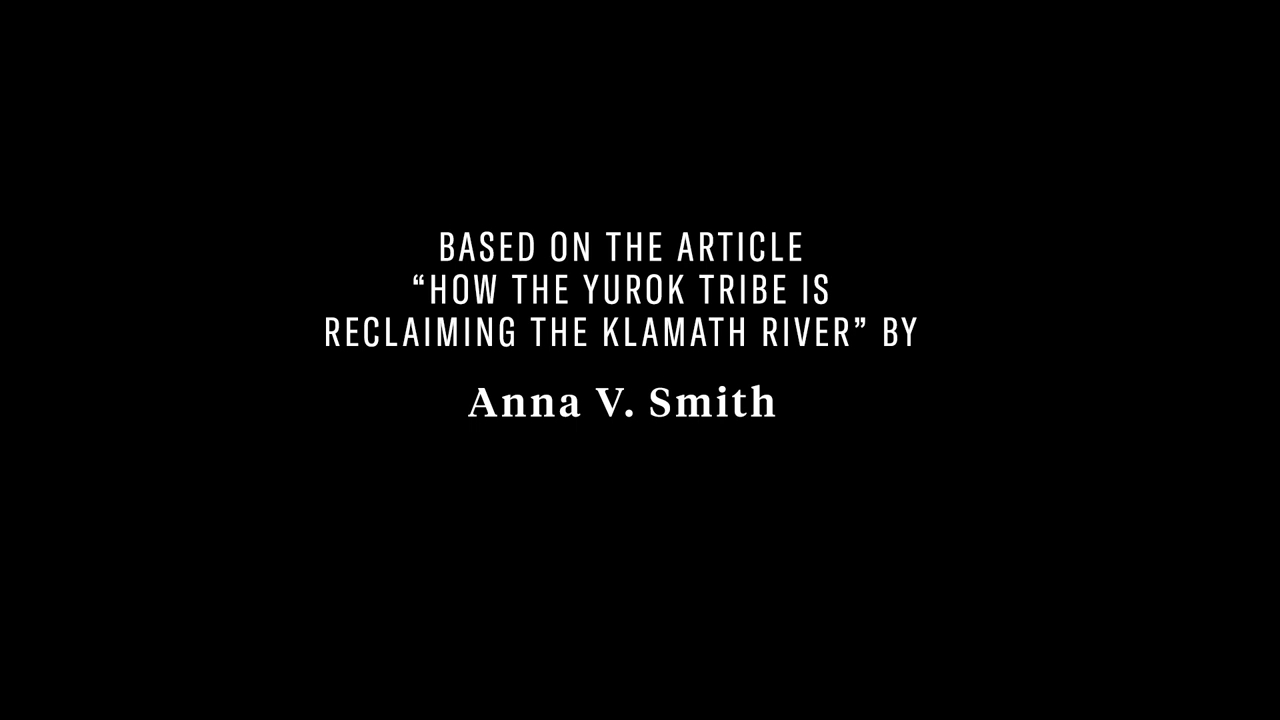 BASED ON THE ARTICLE
“HOW THE YUROK TRIBE IS
RECLAIMING THE KLAMATH RIVER” BY
Anna V. Smith